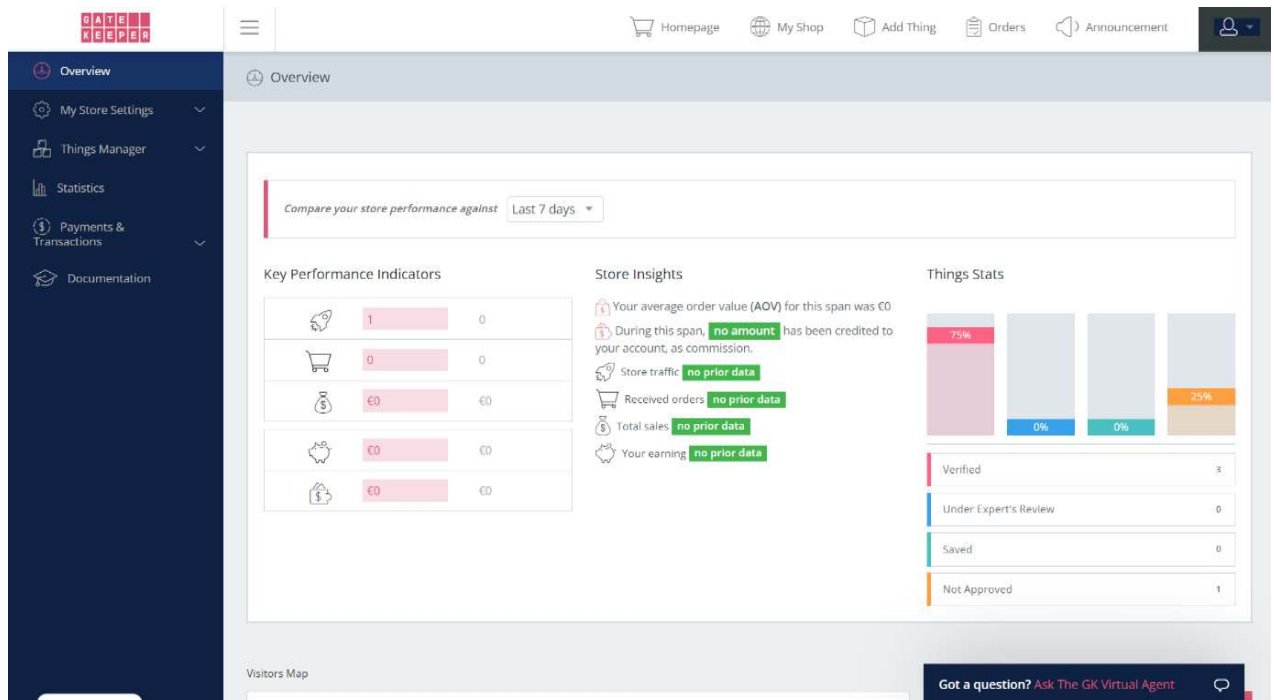 GATE
KEEPER
Homepage
My Shop
Add Thing
Orders
Announcement
Overview
My Store Settings
Things Manager
Statistics
Payments &
Transactions
Documentation
Overview
Compare your store performance against Last 7 days
Key Performance Indicators
1 0
0 0
€0 €0
€0 €0
€0 €0
Store Insights
Your average order value (AOV) for this span was €0
During this span, no amount has been credited to
your account, as commission.
Store traffic no prior data
Received orders no prior data
Total sales no prior data
Your earning no prior data
Things Stats
75%
0%
0%
25%
Verified 3
Under Expert's Review 0
Saved 0
Not Approved 1
Visitors Map
Got a question? Ask The GK Virtual Agent